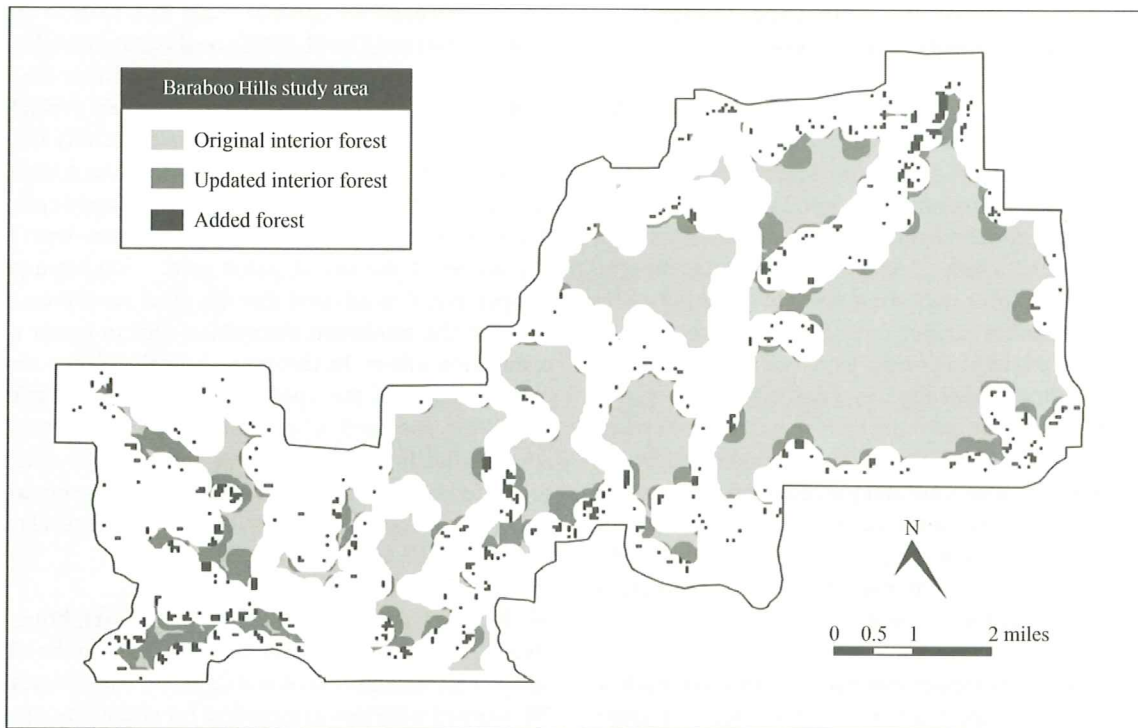 Baraboo Hills study area
Original interior forest
Updated interior forest
Added forest
N
0 0.5 1 2 miles